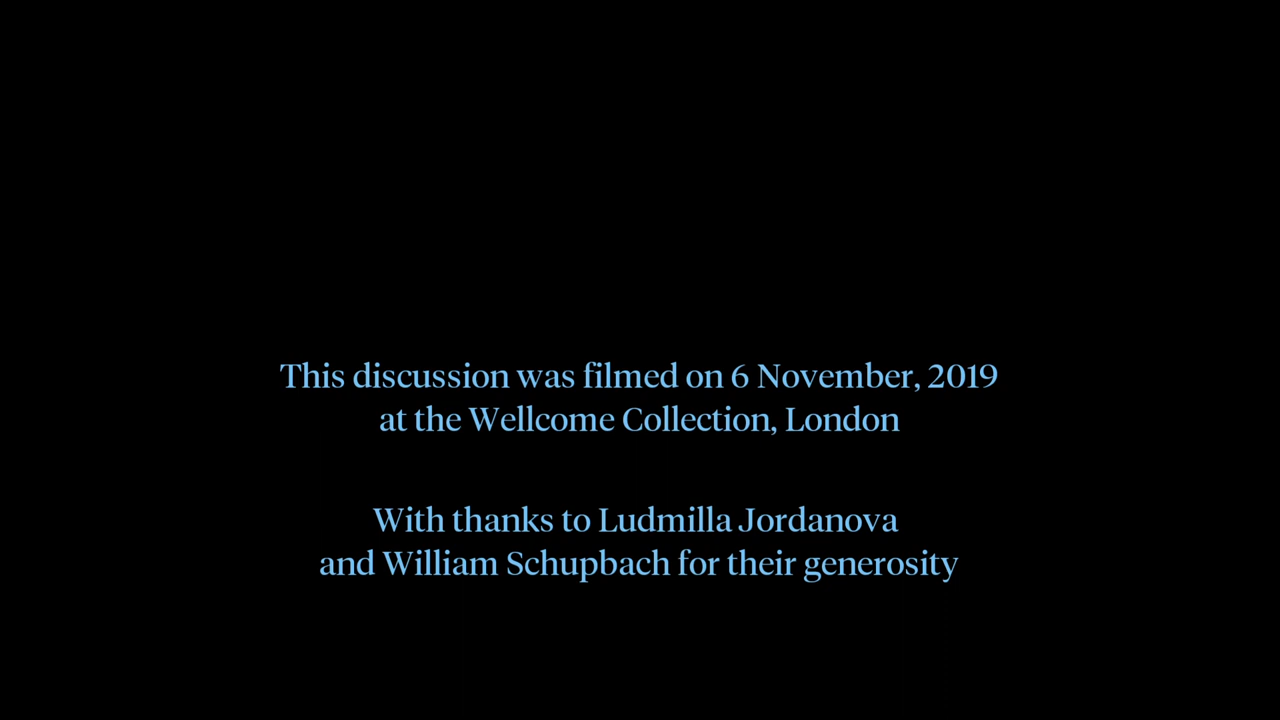 This discussion was filmed on 6 November, 2019
at the Wellcome Collection, London
With thanks to Ludmilla Jordanova
and William Schupbach for their generosity